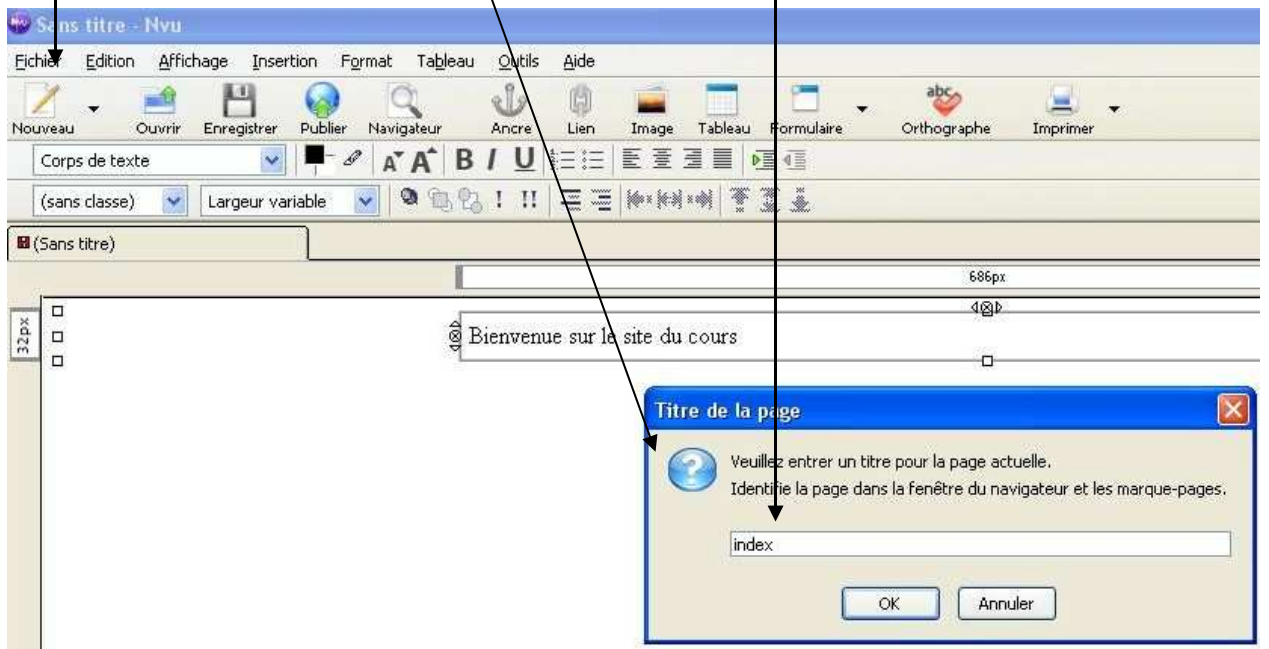 Sans titre - Nvu
Fichier Edition Affichage Insertion Format Tableau Outils Aide
Nouveau Ouvrir Enregistrer Publier Navigateur Ancre Lien Image Tableau Formulaire Orthographe Imprimer
Corps de texte
(sans classe) Largeur variable
(Sans titre)
686px
32px
Bienvenue sur le site du cours
Titre de la page
Veuillez entrer un titre pour la page actuelle.
Identifie la page dans la fenêtre du navigateur et les marque-pages.
index
OK Annuler